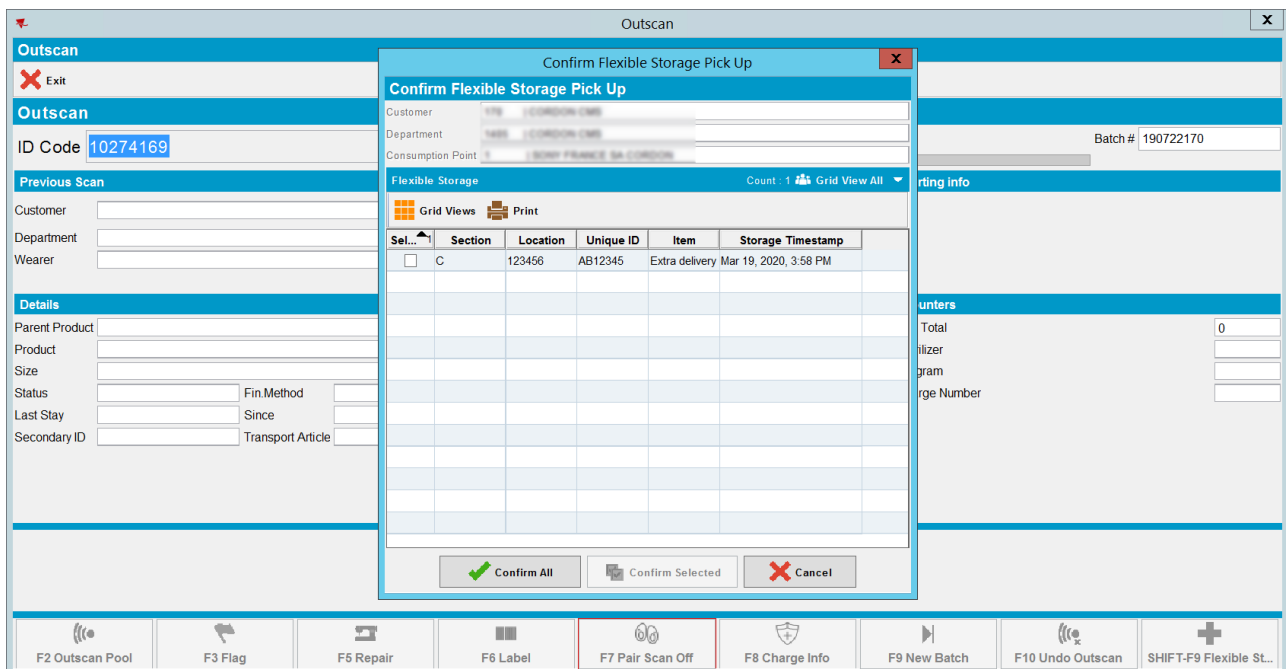 Outscan
X
Outscan
Exit
Outscan
ID Code 10274169
Batch # 190722170
Previous Scan
rting info
Customer
Department
Wearer
Details
unters
Parent Product
Total 0
Product
rilizer
Size
gram
Status Fin.Method
rge Number
Last Stay Since
Secondary ID Transport Article
Confirm Flexible Storage Pick Up
X
Confirm Flexible Storage Pick Up
Customer
Department
Consumption Point
Flexible Storage Count : 1 Grid View All
Grid Views Print
Sel... 1 Section Location Unique ID Item Storage Timestamp
C 123456 AB12345 Extra delivery Mar 19, 2020, 3:58 PM
Confirm All Confirm Selected Cancel
F2 Outscan Pool F3 Flag F5 Repair F6 Label F7 Pair Scan Off F8 Charge Info F9 New Batch F10 Undo Outscan SHIFT-F9 Flexible St...